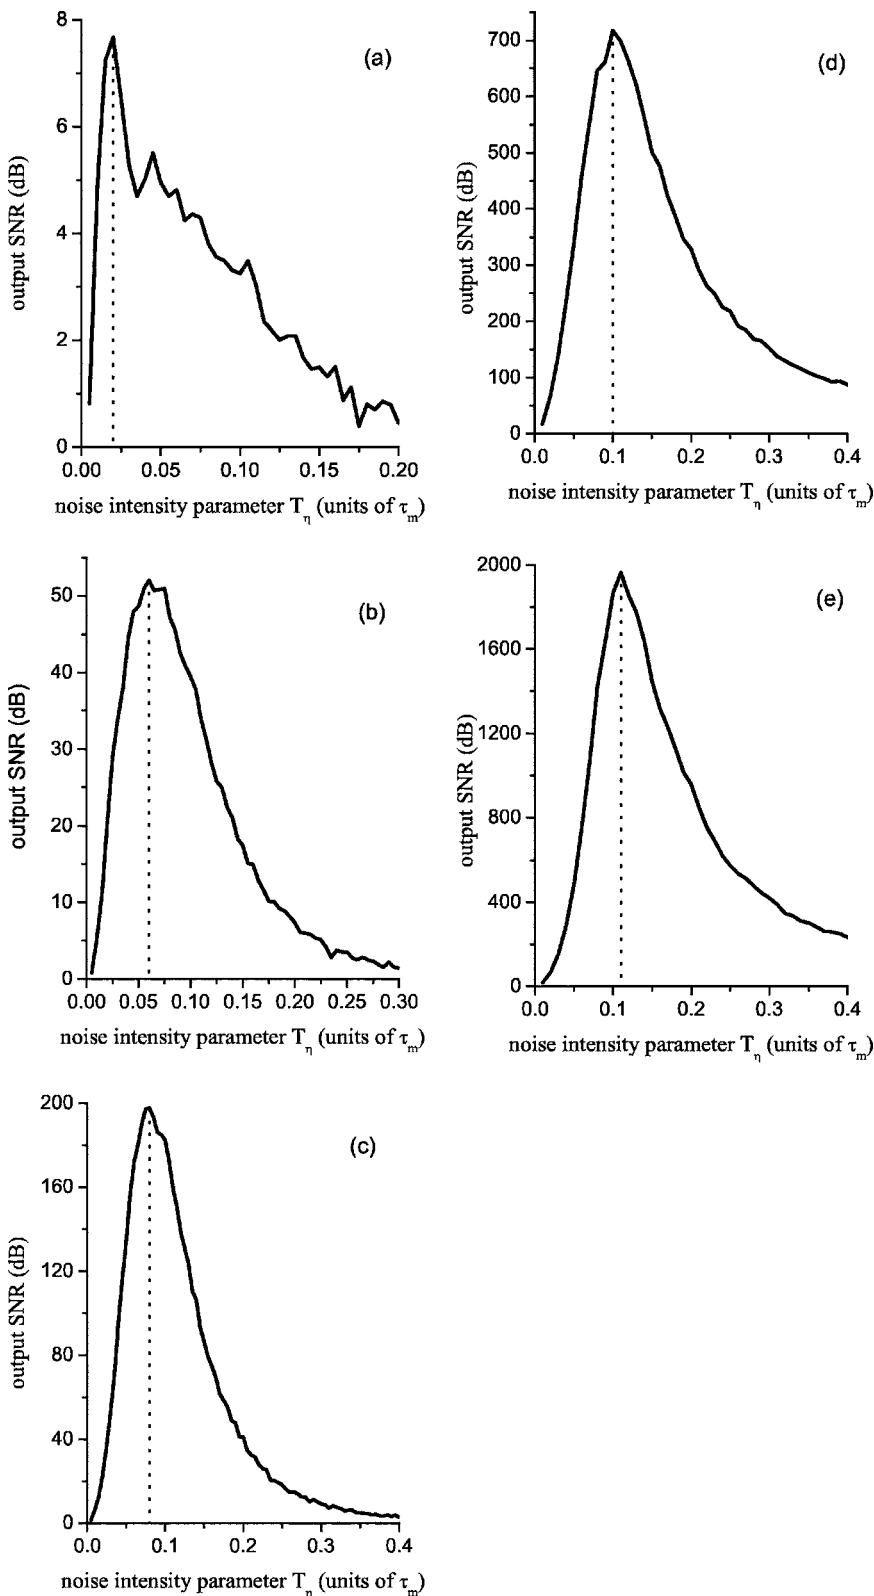 (a)
output SNR (dB)
8
6
4
2
0
0.00 0.05 0.10 0.15 0.20
noise intensity parameter Tη (units of τm)
(b)
output SNR (dB)
50
40
30
20
10
0
0.00 0.05 0.10 0.15 0.20 0.25 0.30
noise intensity parameter Tη (units of τm)
(c)
output SNR (dB)
200
160
120
80
40
0
0.0 0.1 0.2 0.3 0.4
noise intensity parameter Tη (units of τm)
(d)
output SNR (dB)
700
600
500
400
300
200
100
0
0.0 0.1 0.2 0.3 0.4
noise intensity parameter Tη (units of τm)
(e)
output SNR (dB)
2000
1600
1200
800
400
0
0.0 0.1 0.2 0.3 0.4
noise intensity parameter Tη (units of τm)